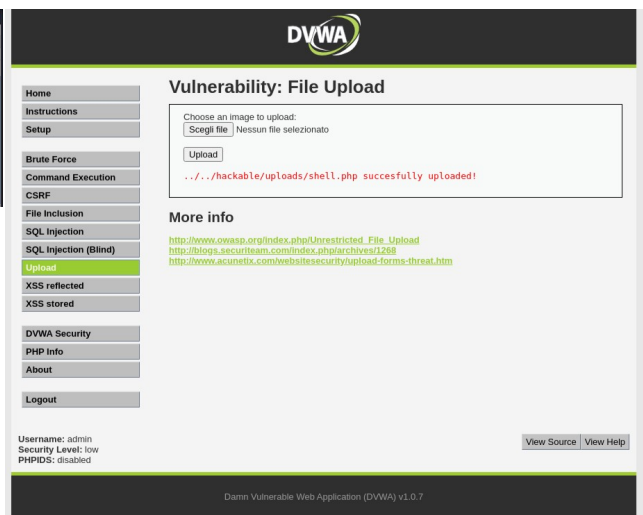 DVWA
Home
Instructions
Setup
Brute Force
Command Execution
CSRF
File Inclusion
SQL Injection
SQL Injection (Blind)
Upload
XSS reflected
XSS stored
DVWA Security
PHP Info
About
Logout
Vulnerability: File Upload
Choose an image to upload:
Scegli file Nessun file selezionato
Upload
../../hackable/uploads/shell.php succesfully uploaded!
More info
http://www.owasp.org/index.php/Unrestricted_File_Upload
http://blogs.securiteam.com/index.php/archives/1268
http://www.acunetix.com/websitesecurity/upload-forms-threat.htm
Username: admin
Security Level: low
PHPIDS: disabled
View Source View Help
Damn Vulnerable Web Application (DVWA) v1.0.7